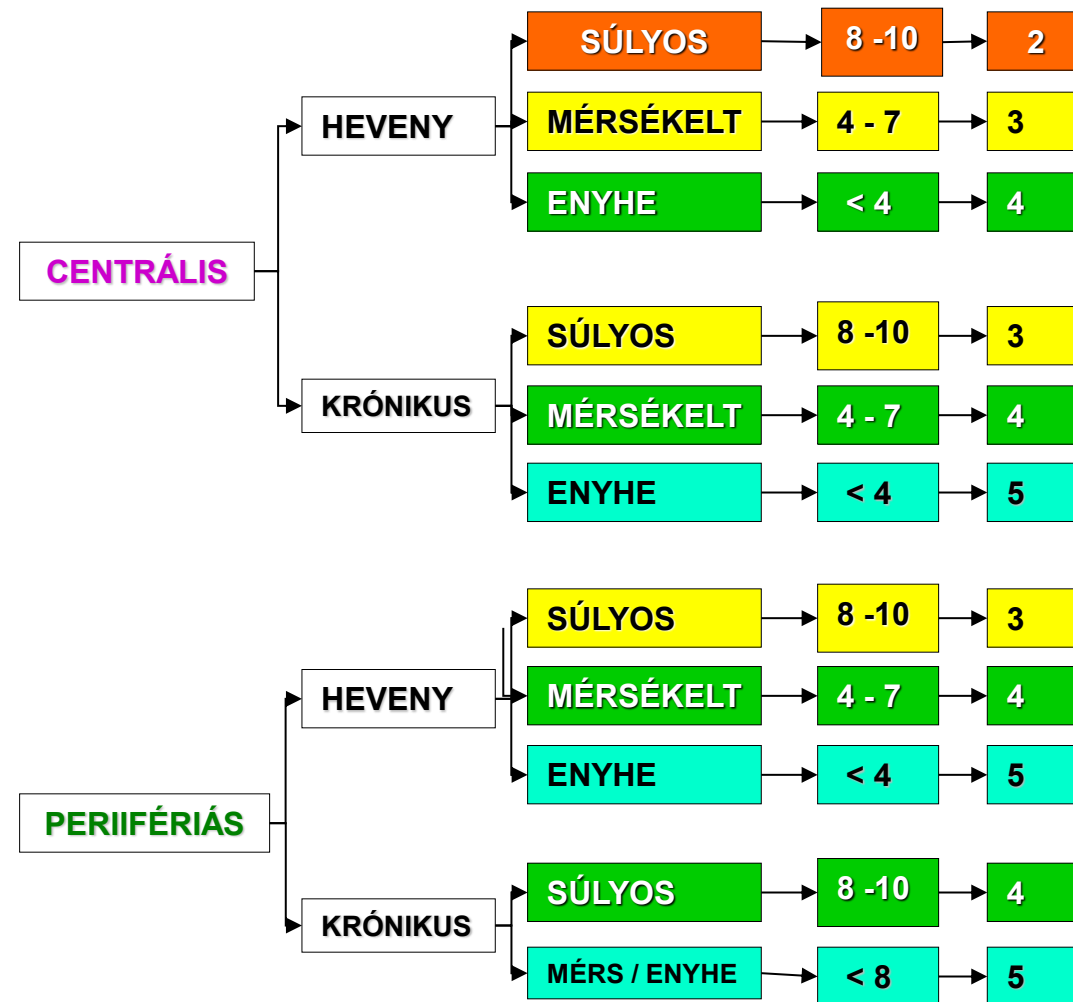 SÚLYOS 8 -10 2
HEVENY MÉRSÉKELT 4 - 7 3
ENYHE < 4 4
CENTRÁLIS
SÚLYOS 8 -10 3
KRÓNIKUS MÉRSÉKELT 4 - 7 4
ENYHE < 4 5
SÚLYOS 8 -10 3
HEVENY MÉRSÉKELT 4 - 7 4
ENYHE < 4 5
PERIIFÉRIÁS
SÚLYOS 8 -10 4
KRÓNIKUS
MÉRS / ENYHE < 8 5